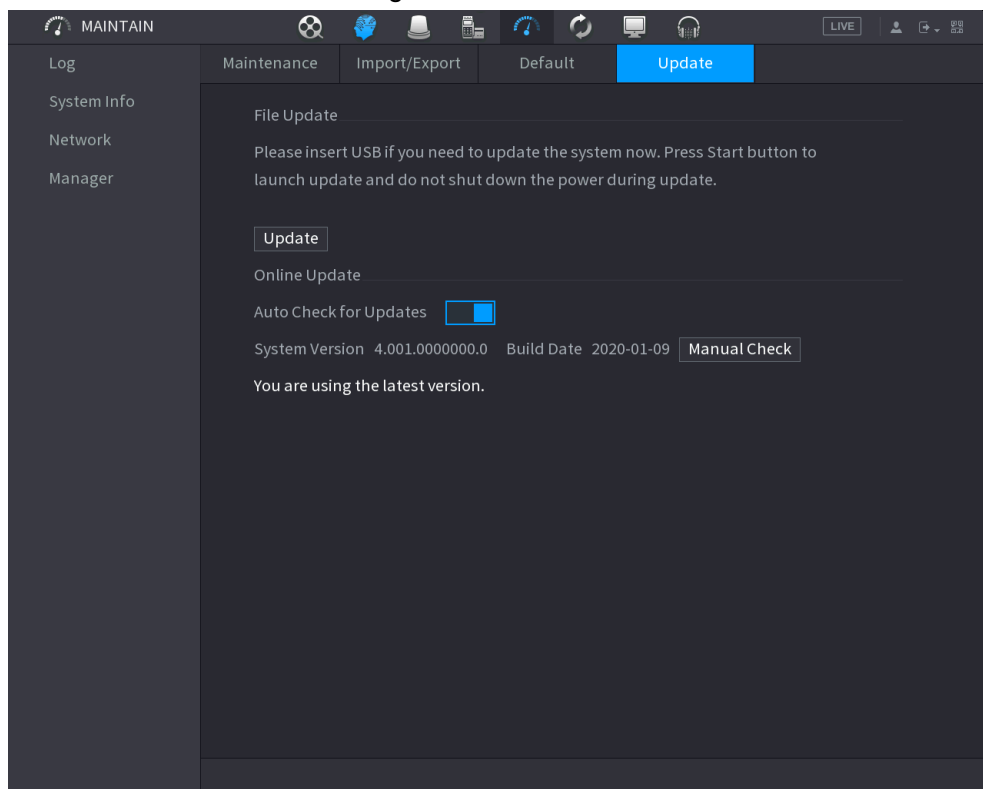 MAINTAIN
LIVE
Log
System Info
Network
Manager
Maintenance Import/Export Default Update
File Update
Please insert USB if you need to update the system now. Press Start button to
launch update and do not shut down the power during update.
Update
Online Update
Auto Check for Updates
System Version 4.001.0000000.0 Build Date 2020-01-09 Manual Check
You are using the latest version.